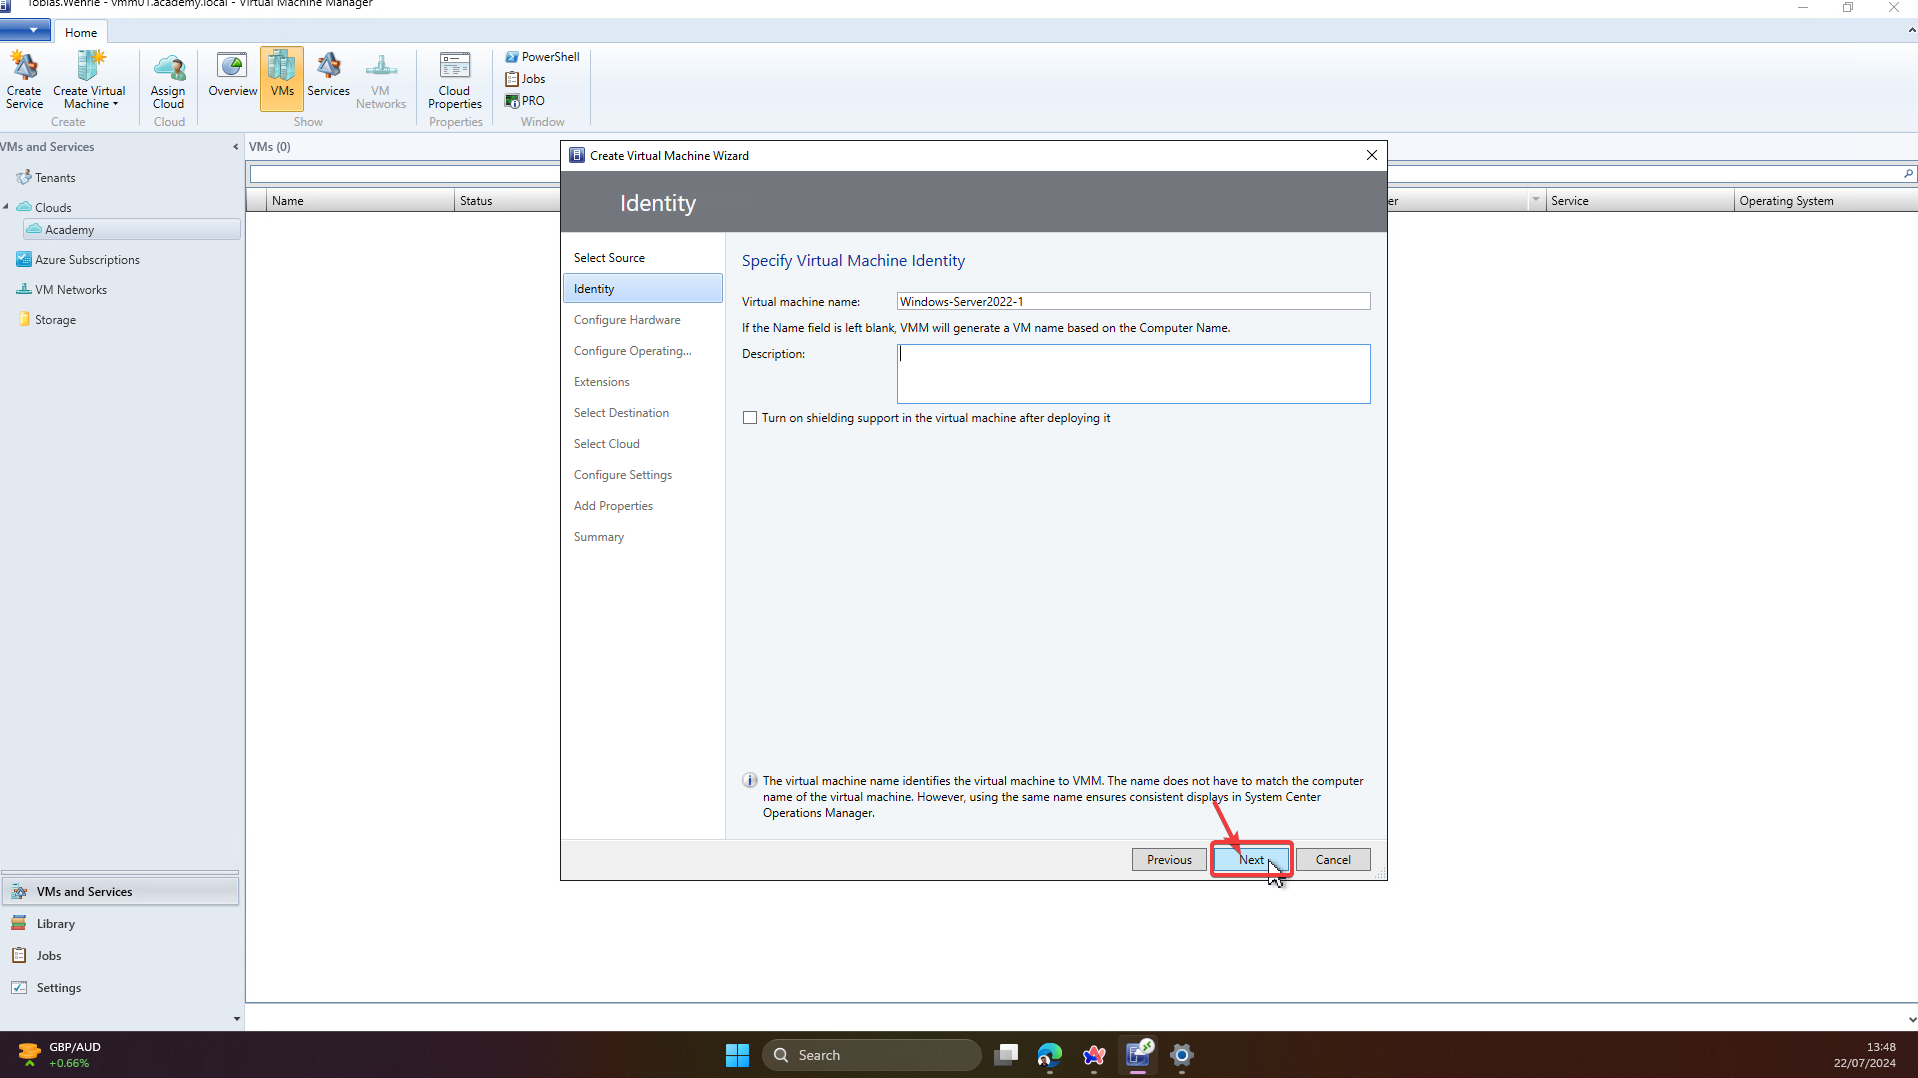 Tobias.Wehrle - vmm01.academy.local - Virtual Machine Manager
Home
Create Service
Create Virtual Machine
Create
Assign Cloud
Cloud
Overview
VMs
Services
VM Networks
Show
Cloud Properties
Properties
PowerShell
Jobs
PRO
Window
VMs and Services
Tenants
Clouds
Academy
Azure Subscriptions
VM Networks
Storage
VMs and Services
Library
Jobs
Settings
VMs (0)
Name
Status
er
Service
Operating System
Create Virtual Machine Wizard
Identity
Select Source
Identity
Configure Hardware
Configure Operating...
Extensions
Select Destination
Select Cloud
Configure Settings
Add Properties
Summary
Specify Virtual Machine Identity
Virtual machine name: Windows-Server2022-1
If the Name field is left blank, VMM will generate a VM name based on the Computer Name.
Description:
Turn on shielding support in the virtual machine after deploying it
The virtual machine name identifies the virtual machine to VMM. The name does not have to match the computer
name of the virtual machine. However, using the same name ensures consistent displays in System Center
Operations Manager.
Previous
Next
Cancel
GBP/AUD
+0.66%
Search
13:48
22/07/2024